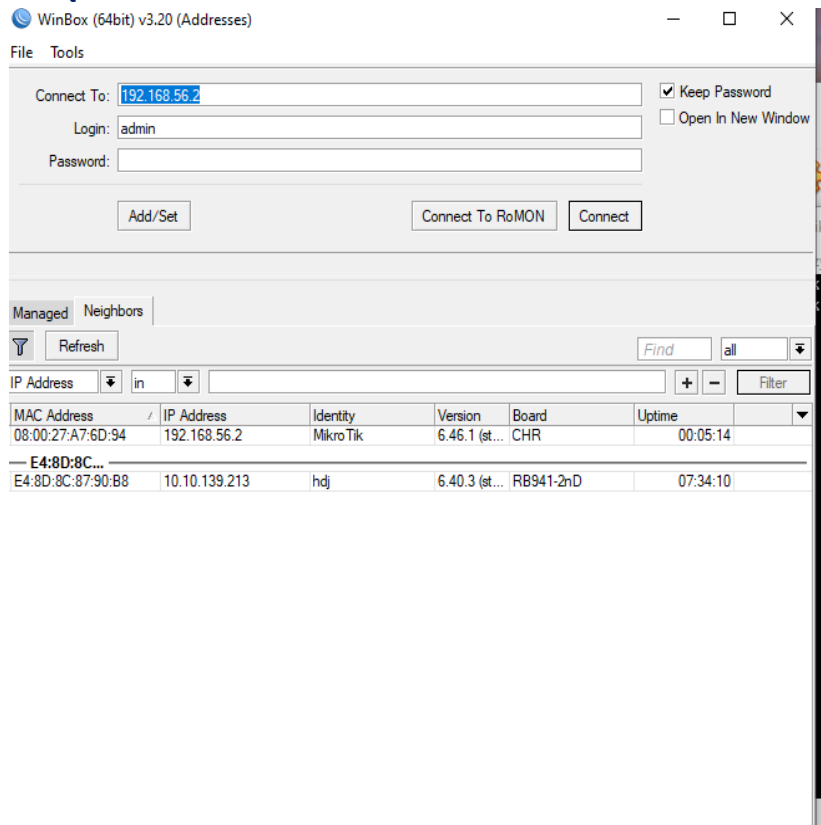 WinBox (64bit) v3.20 (Addresses)
File Tools
Connect To: 192.168.56.2
Keep Password
Login: admin
Open In New Window
Password:
Add/Set Connect To RoMON Connect
Managed Neighbors
Refresh Find all
IP Address in Filter
MAC Address IP Address Identity Version Board Uptime
08:00:27:A7:6D:94 192.168.56.2 MikroTik 6.46.1 (st... CHR 00:05:14
E4:8D:8C...
E4:8D:8C:87:90:B8 10.10.139.213 hdj 6.40.3 (st... RB941-2nD 07:34:10